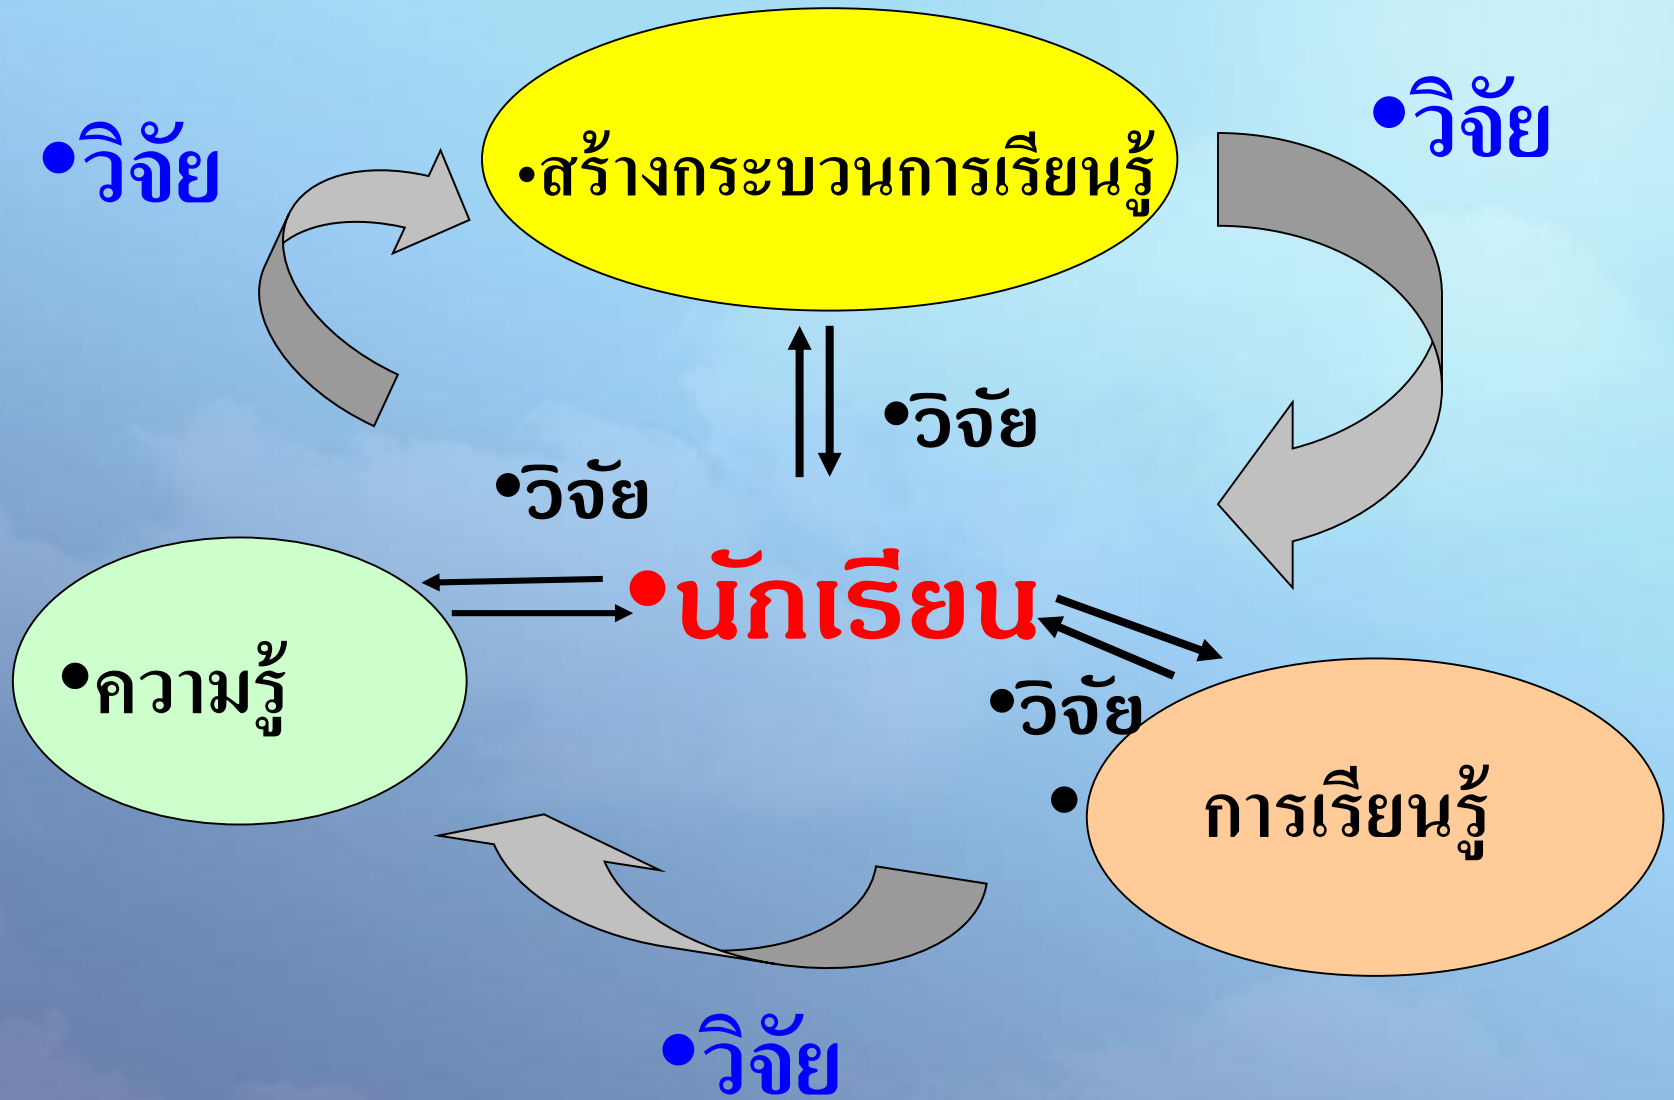 •วิจัย
•สร้างกระบวนการเรียนรู้
•วิจัย
•วิจัย
•วิจัย
•นักเรียน
•ความรู้
•วิจัย
• การเรียนรู้
•วิจัย